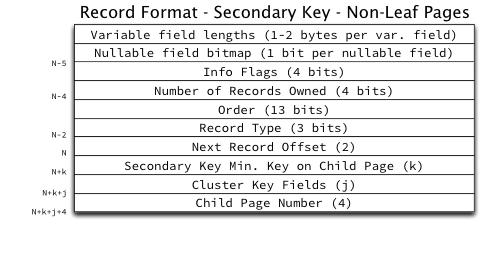 Record Format - Secondary Key - Non-Leaf Pages
Variable field lengths (1-2 bytes per var. field)
Nullable field bitmap (1 bit per nullable field)
N-5
Info Flags (4 bits)
Number of Records Owned (4 bits)
N-4
Order (13 bits)
Record Type (3 bits)
N-2
Next Record Offset (2)
N
Secondary Key Min. Key on Child Page (k)
N+k
Cluster Key Fields (j)
N+k+j
Child Page Number (4)
N+k+j+4